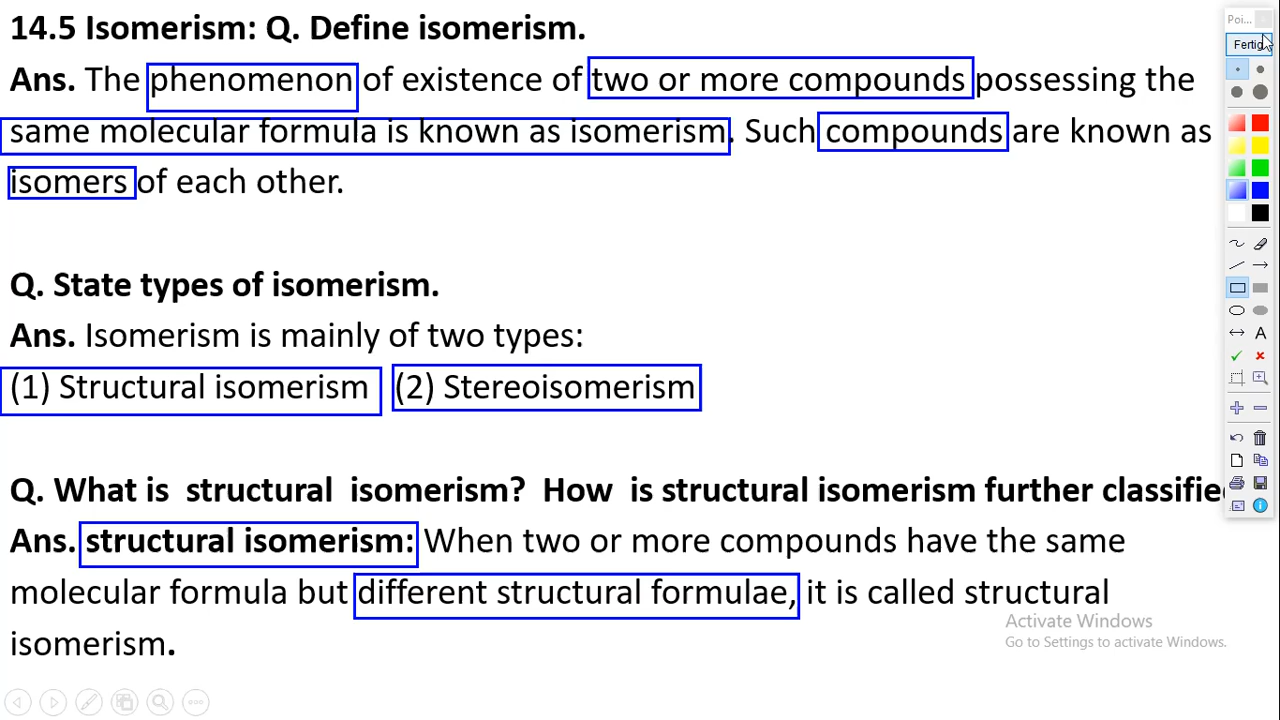 14.5 Isomerism: Q. Define isomerism.
Ans. The phenomenon of existence of two or more compounds possessing the
same molecular formula is known as isomerism. Such compounds are known as
isomers of each other.
Q. State types of isomerism.
Ans. Isomerism is mainly of two types:
(1) Structural isomerism (2) Stereoisomerism
Q. What is structural isomerism? How is structural isomerism further classifie
Ans. structural isomerism: When two or more compounds have the same
molecular formula but different structural formulae, it is called structural
isomerism.
Activate Windows
Go to Settings to activate Windows.
Poi...
Fertig
A